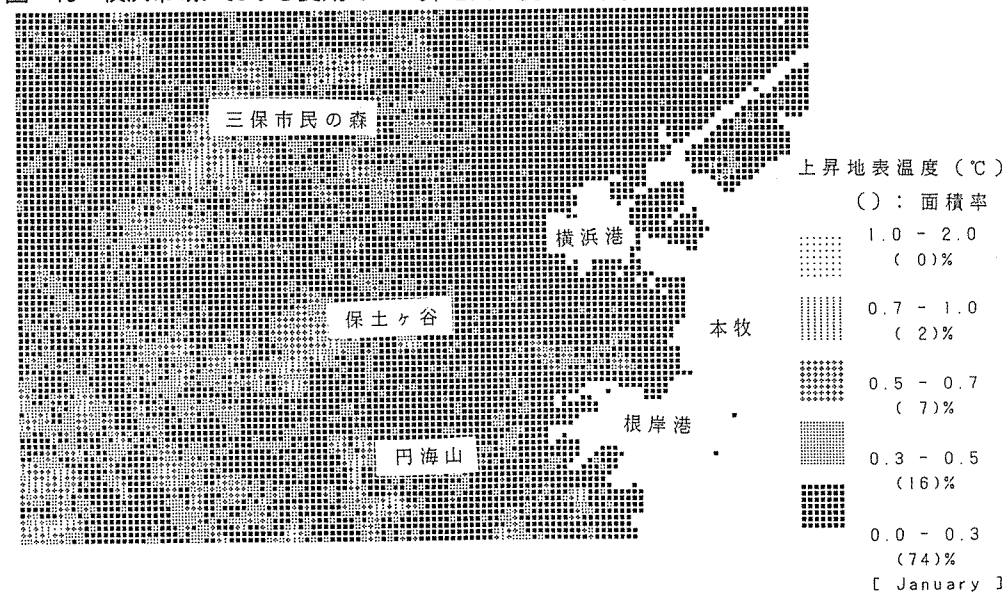 三保市民の森
横浜港
保土ヶ谷
本牧
根岸港
円海山
上昇地表温度 (℃)
() : 面積率
1.0 - 2.0
( 0)%
0.7 - 1.0
( 2)%
0.5 - 0.7
( 7)%
0.3 - 0.5
(16)%
0.0 - 0.3
(74)%
[ January ]